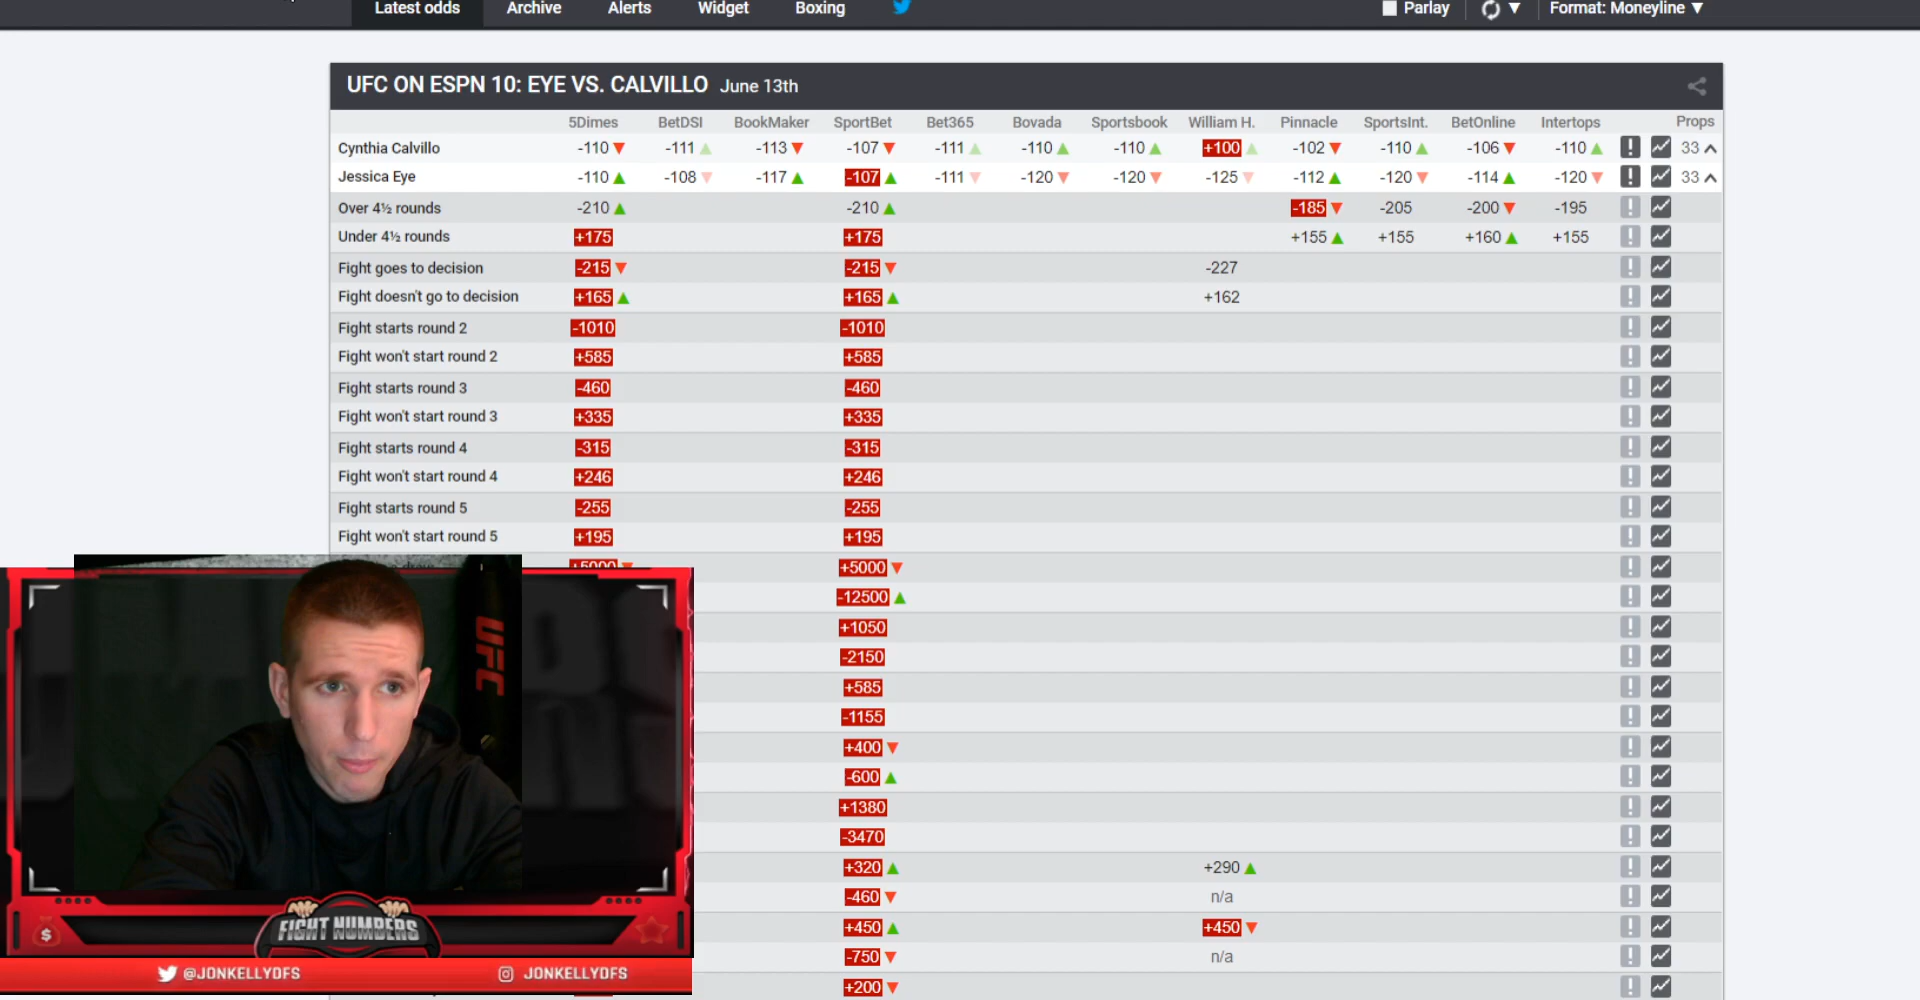 Latest odds Archive Alerts Widget Boxing Parlay ▼ Format: Moneyline ▼
UFC ON ESPN 10: EYE VS. CALVILLO June 13th
5Dimes BetDSI BookMaker SportBet Bet365 Bovada Sportsbook William H. Pinnacle SportsInt. BetOnline Intertops Props
Cynthia Calvillo -110▼ -111▲ -113▼ -107▼ -111▲ -110▲ -110▲ +100▲ -102▼ -110▲ -106▼ -110▲ 33
Jessica Eye -110▲ -108▼ -117▲ -107▲ -111▼ -120▼ -120▼ -125▼ -112▲ -120▼ -114▲ -120▼ 33
Over 4½ rounds -210▲ -210▲ -185▼ -205 -200▼ -195
Under 4½ rounds +175 +175 +155▲ +155 +160▲ +155
Fight goes to decision -215▼ -215▼ -227
Fight doesn't go to decision +165▲ +165▲ +162
Fight starts round 2 -1010 -1010
Fight won't start round 2 +585 +585
Fight starts round 3 -460 -460
Fight won't start round 3 +335 +335
Fight starts round 4 -315 -315
Fight won't start round 4 +246 +246
Fight starts round 5 -255 -255
Fight won't start round 5 +195 +195
+5000▼ +5000▼
-12500▲
+1050
-2150
+585
-1155
+400▼
-600▲
+1380
-3470
+320▲ +290▲
-460▼ n/a
+450▲ +450▼
-750▼ n/a
+200▼
UFC
FIGHT NUMBERS
@JONKELLYDFS JONKELLYDFS